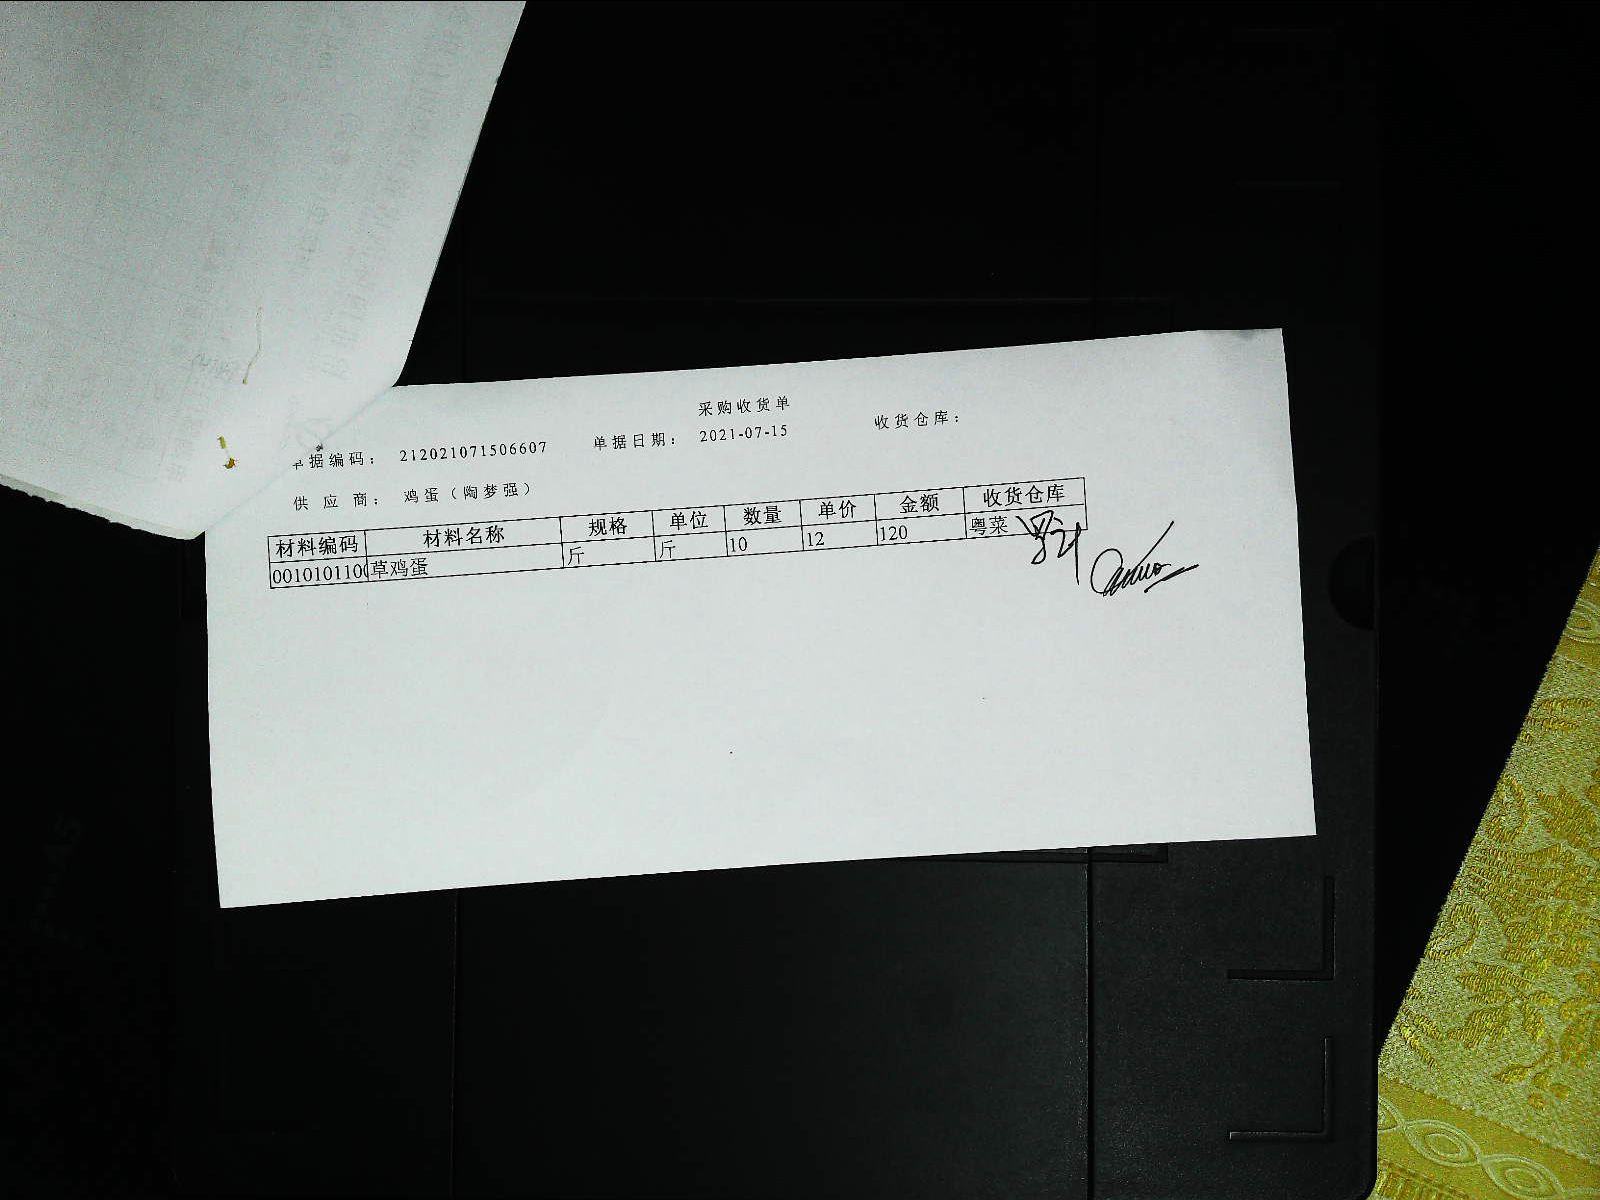 采购收货单
单据编码： 212021071506607 单据日期： 2021-07-15 收货仓库：
供应商： 鸡蛋（陶梦强）
材料编码 材料名称 规格 单位 数量 单价 金额 收货仓库
0010101100 草鸡蛋 斤 斤 10 12 120 粤菜